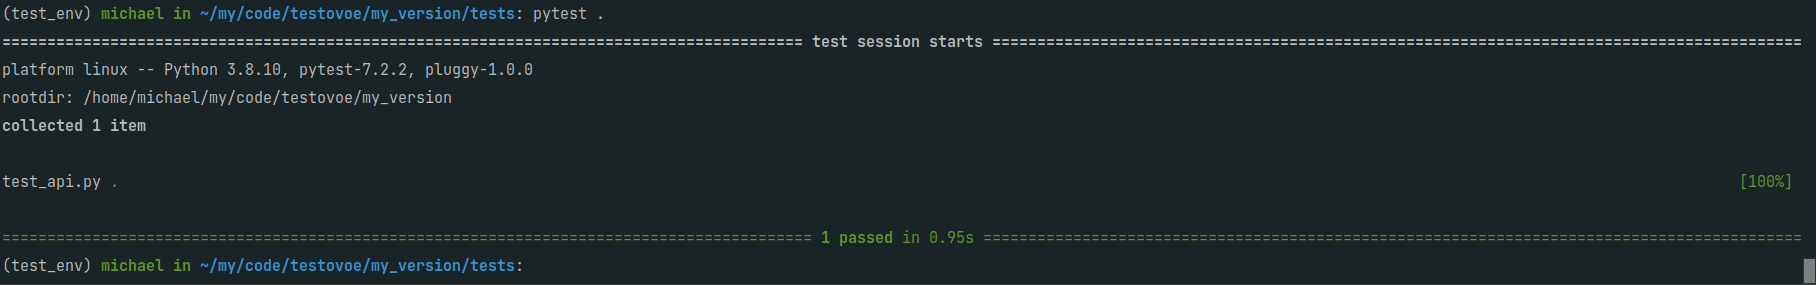 (test_env) michael in ~/my/code/testovoe/my_version/tests: pytest .
========================================================================================= test session starts ==========================================================================================
platform linux -- Python 3.8.10, pytest-7.2.2, pluggy-1.0.0
rootdir: /home/michael/my/code/testovoe/my_version
collected 1 item
test_api.py . [100%]
========================================================================================== 1 passed in 0.95s ===========================================================================================
(test_env) michael in ~/my/code/testovoe/my_version/tests: